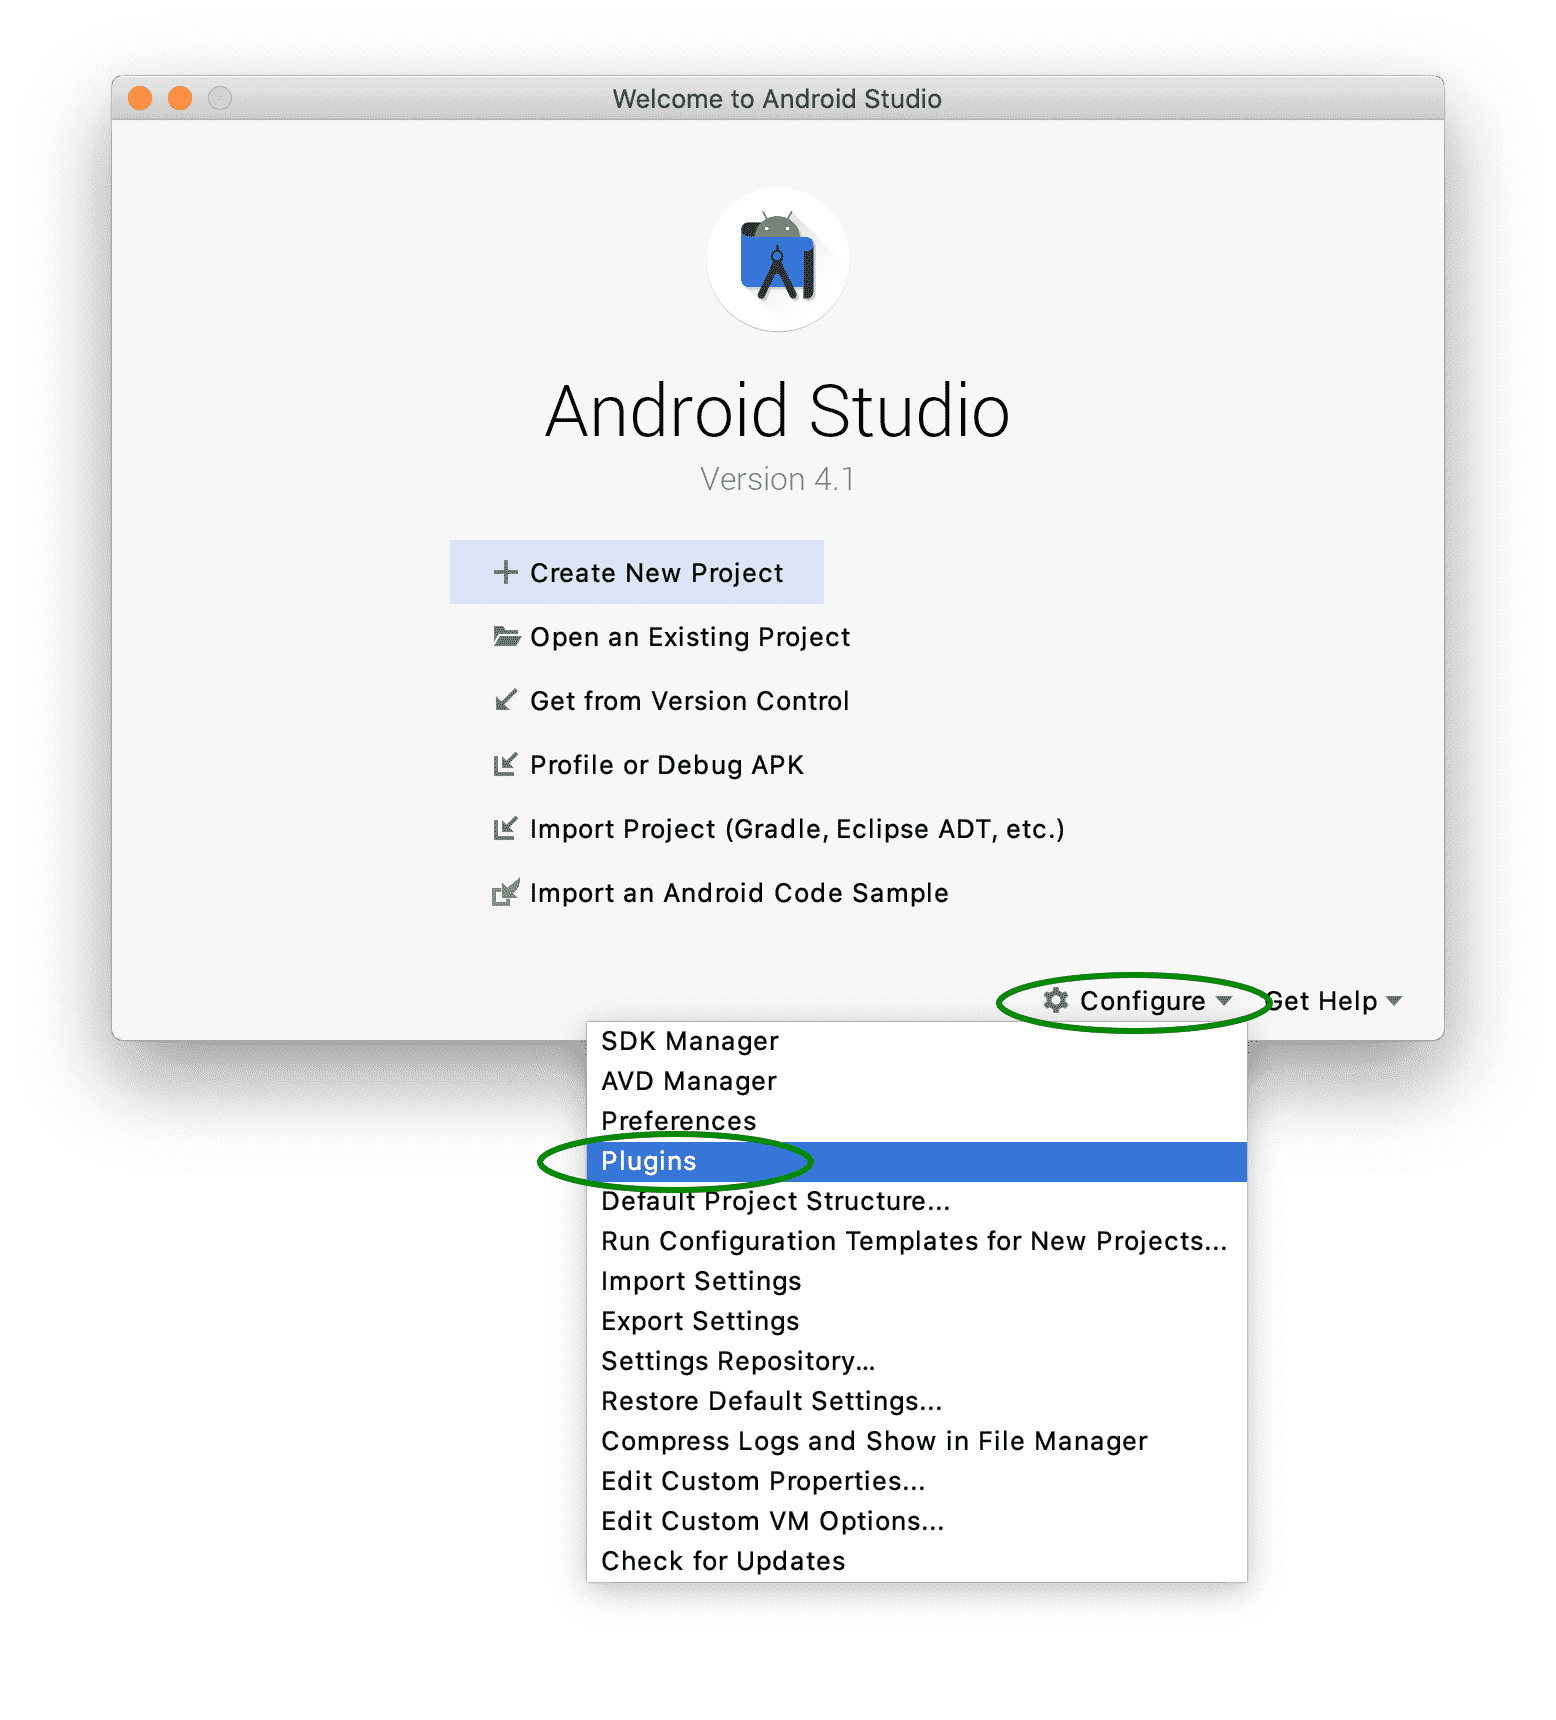 Welcome to Android Studio
Android Studio
Version 4.1
Create New Project
Open an Existing Project
Get from Version Control
Profile or Debug APK
Import Project (Gradle, Eclipse ADT, etc.)
Import an Android Code Sample
Configure Get Help
SDK Manager
AVD Manager
Preferences
Plugins
Default Project Structure...
Run Configuration Templates for New Projects...
Import Settings
Export Settings
Settings Repository...
Restore Default Settings...
Compress Logs and Show in File Manager
Edit Custom Properties...
Edit Custom VM Options...
Check for Updates